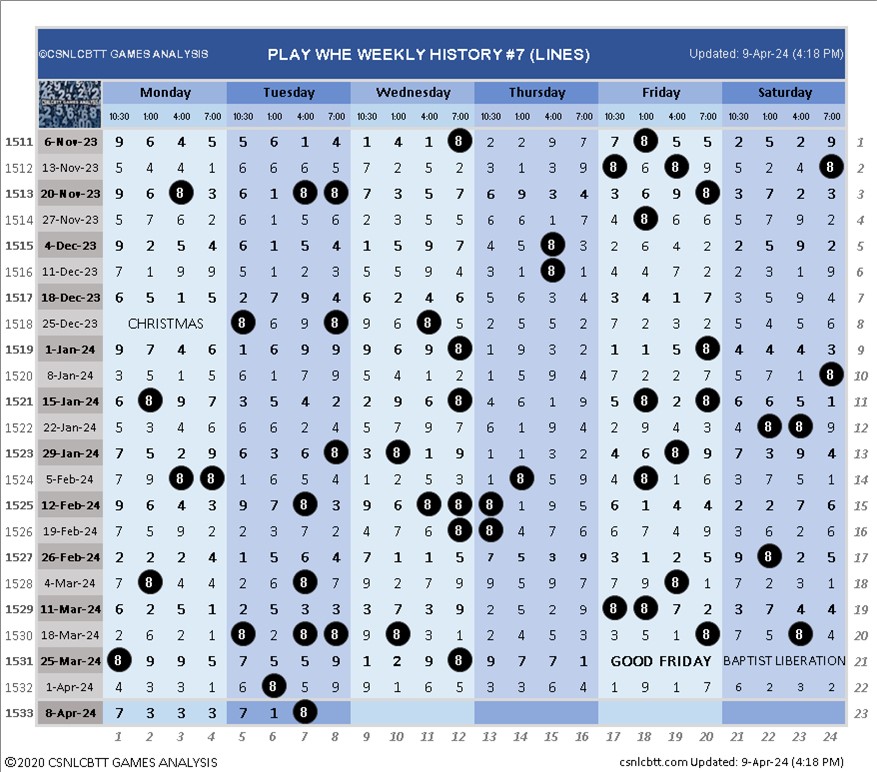 ©CSNLCBTT GAMES ANALYSIS PLAY WHE WEEKLY HISTORY #7 (LINES) Updated: 9-Apr-24 (4:18 PM)
Monday Tuesday Wednesday Thursday Friday Saturday
10:30 1:00 4:00 7:00 10:30 1:00 4:00 7:00 10:30 1:00 4:00 7:00 10:30 1:00 4:00 7:00 10:30 1:00 4:00 7:00 10:30 1:00 4:00 7:00
1511 6-Nov-23 9 6 4 5 5 6 1 4 1 4 1 8 2 2 9 7 7 8 5 5 2 5 2 9 1
1512 13-Nov-23 5 4 4 1 6 6 6 5 7 2 5 2 3 1 3 9 8 6 8 9 5 2 4 8 2
1513 20-Nov-23 9 6 8 3 6 1 8 8 7 3 5 7 6 9 3 4 3 6 9 8 3 7 2 3 3
1514 27-Nov-23 5 7 6 2 6 1 5 6 2 3 5 5 6 6 1 7 4 8 6 6 5 7 9 2 4
1515 4-Dec-23 9 2 5 4 6 1 5 4 1 5 9 7 4 5 8 3 2 6 4 2 2 5 9 2 5
1516 11-Dec-23 7 1 9 9 5 1 2 3 5 5 9 4 3 1 8 1 4 4 7 2 2 3 1 9 6
1517 18-Dec-23 6 5 1 5 2 7 9 4 6 2 4 6 5 6 3 4 3 4 1 7 3 5 9 4 7
1518 25-Dec-23 CHRISTMAS 8 6 9 8 9 6 8 5 2 5 5 2 7 2 3 2 5 4 5 6 8
1519 1-Jan-24 9 7 4 6 1 6 9 9 9 6 9 8 1 9 3 2 1 1 5 8 4 4 4 3 9
1520 8-Jan-24 3 5 1 5 6 1 7 9 5 4 1 2 1 9 1 4 7 2 2 7 5 7 1 8 10
1521 15-Jan-24 6 8 9 7 3 5 4 2 2 9 6 8 4 6 1 9 5 8 2 8 6 6 5 1 11
1522 22-Jan-24 5 3 4 6 6 6 2 4 5 7 9 7 6 1 9 4 2 9 4 3 4 8 8 9 12
1523 29-Jan-24 7 5 2 9 6 3 6 8 3 8 1 9 1 1 3 2 4 6 8 9 7 3 9 4 13
1524 5-Feb-24 7 9 8 8 1 6 5 4 1 2 5 3 1 8 5 9 4 8 1 4 3 7 5 1 14
1525 12-Feb-24 9 6 4 3 9 7 8 3 9 6 8 8 8 1 9 5 6 1 4 4 2 2 7 6 15
1526 19-Feb-24 7 5 9 2 2 3 7 2 4 7 6 8 8 4 7 6 6 7 4 9 3 6 2 6 16
1527 26-Feb-24 2 2 2 4 1 5 6 4 7 1 1 5 7 5 3 9 3 1 2 5 9 8 2 5 17
1528 4-Mar-24 7 8 4 4 2 4 8 7 9 2 7 9 9 5 9 7 7 9 8 1 7 2 3 1 18
1529 11-Mar-24 6 2 5 1 2 5 3 3 3 7 3 9 2 5 2 9 8 8 7 2 3 7 4 4 19
1530 18-Mar-24 2 6 2 1 8 2 8 8 9 8 3 1 2 4 5 3 3 5 1 8 7 5 8 4 20
1531 25-Mar-24 8 9 9 5 7 5 5 9 1 2 9 8 9 7 7 1 GOOD FRIDAY BAPTIST LIBERATION 21
1532 1-Apr-24 4 3 3 1 6 8 5 9 9 1 6 5 3 3 6 4 1 9 1 7 6 2 3 2 22
1533 8-Apr-24 7 3 3 3 7 1 8 23
1 2 3 4 5 6 7 8 9 10 11 12 13 14 15 16 17 18 19 20 21 22 23 24
©2020 CSNLCBTT GAMES ANALYSIS csnlcbtt.com Updated: 9-Apr-24 (4:18 PM)